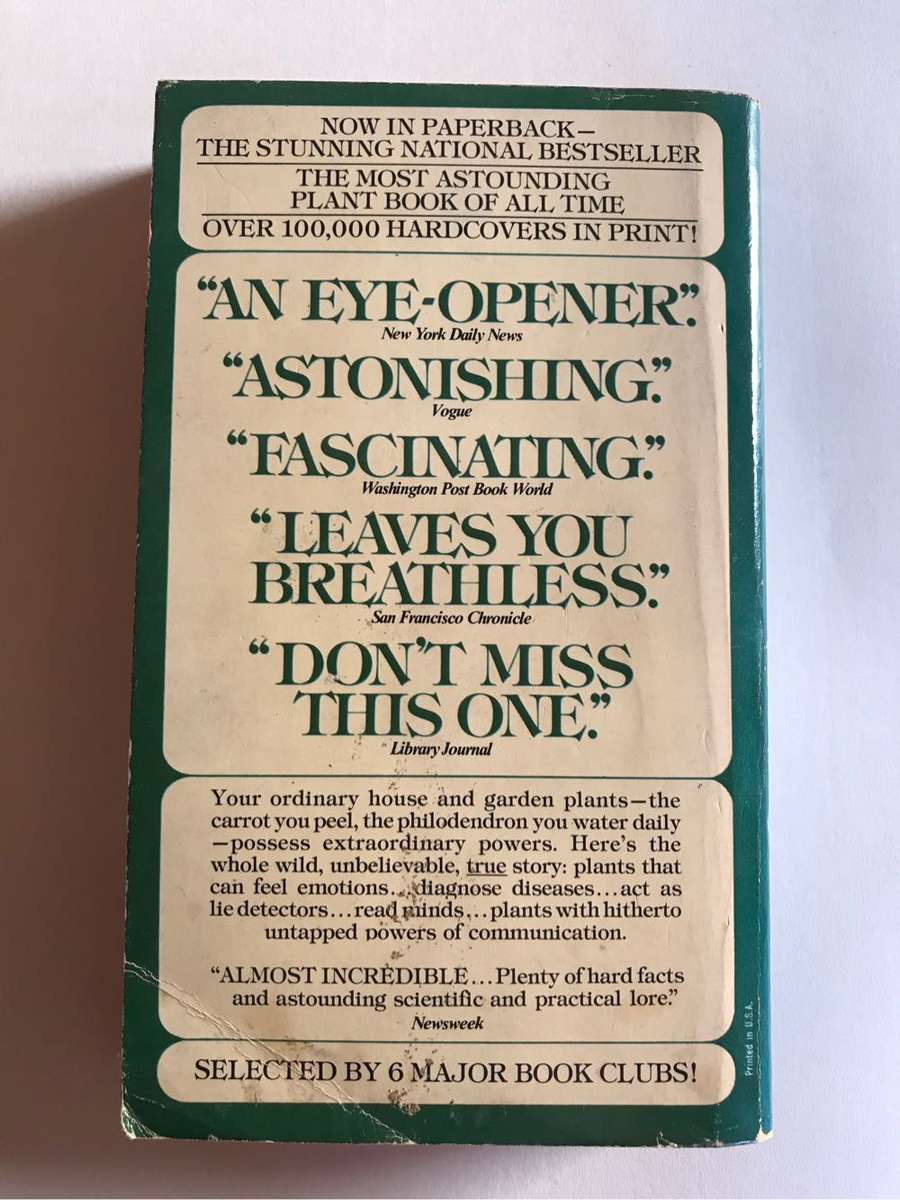 NOW IN PAPERBACK—
THE STUNNING NATIONAL BESTSELLER
THE MOST ASTOUNDING
PLANT BOOK OF ALL TIME
OVER 100,000 HARDCOVERS IN PRINT!
“AN EYE-OPENER.”
New York Daily News
“ASTONISHING.”
Vogue
“FASCINATING.”
Washington Post Book World
“LEAVES YOU
BREATHLESS.”
San Francisco Chronicle
“DON'T MISS
THIS ONE.”
Library Journal
Your ordinary house and garden plants—the
carrot you peel, the philodendron you water daily
—possess extraordinary powers. Here's the
whole wild, unbelievable, true story: plants that
can feel emotions...diagnose diseases...act as
lie detectors...read minds...plants with hitherto
untapped powers of communication.
“ALMOST INCREDIBLE...Plenty of hard facts
and astounding scientific and practical lore.”
Newsweek
SELECTED BY 6 MAJOR BOOK CLUBS!
Printed in U.S.A.